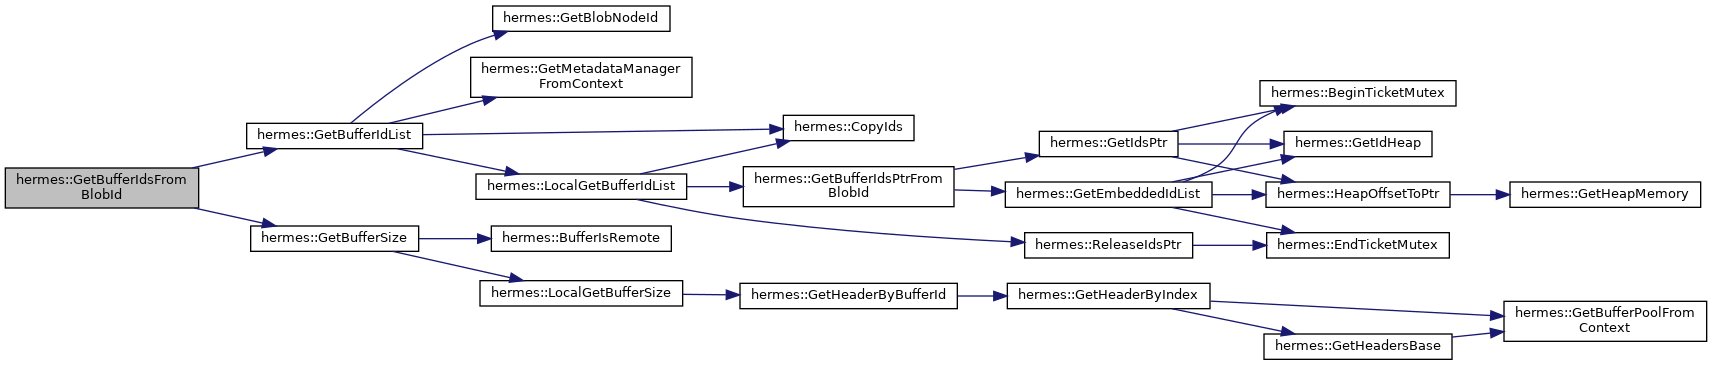 hermes::GetBufferIdsFrom
BlobId
hermes::GetBufferIdList
hermes::GetBufferSize
hermes::GetBlobNodeId
hermes::GetMetadataManager
FromContext
hermes::LocalGetBufferIdList
hermes::BufferIsRemote
hermes::LocalGetBufferSize
hermes::CopyIds
hermes::GetBufferIdsPtrFrom
BlobId
hermes::GetHeaderByBufferId
hermes::GetIdsPtr
hermes::GetEmbeddedIdList
hermes::ReleaseIdsPtr
hermes::GetHeaderByIndex
hermes::BeginTicketMutex
hermes::GetIdHeap
hermes::HeapOffsetToPtr
hermes::EndTicketMutex
hermes::GetHeadersBase
hermes::GetHeapMemory
hermes::GetBufferPoolFrom
Context